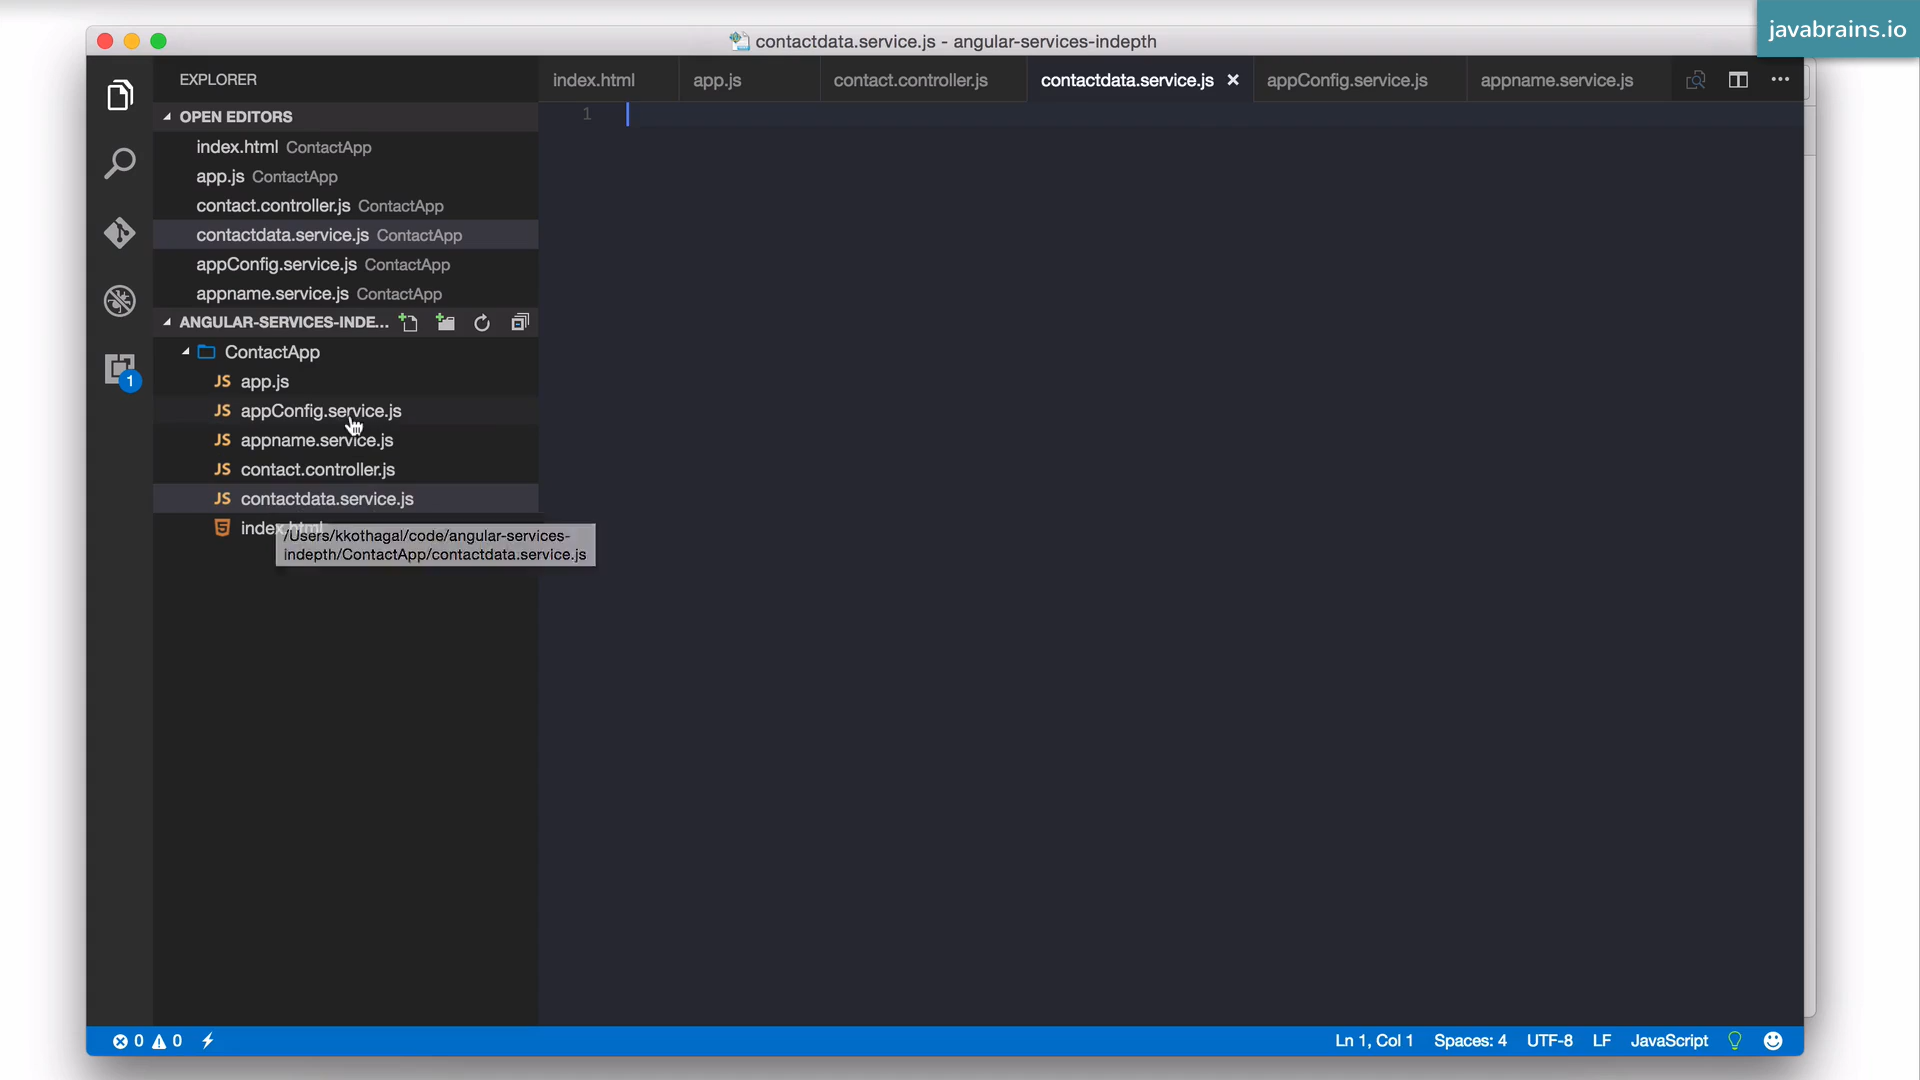 javabrains.io
contactdata.service.js - angular-services-indepth
EXPLORER
index.html
app.js
contact.controller.js
contactdata.service.js
appConfig.service.js
appname.service.js
OPEN EDITORS
index.html ContactApp
app.js ContactApp
contact.controller.js ContactApp
contactdata.service.js ContactApp
appConfig.service.js ContactApp
appname.service.js ContactApp
ANGULAR-SERVICES-INDE...
ContactApp
JS app.js
JS appConfig.service.js
JS appname.service.js
JS contact.controller.js
JS contactdata.service.js
5 index.html
/Users/kkothagal/code/angular-services-
indepth/ContactApp/contactdata.service.js
1
1
0 0
Ln 1, Col 1
Spaces: 4
UTF-8
LF
JavaScript